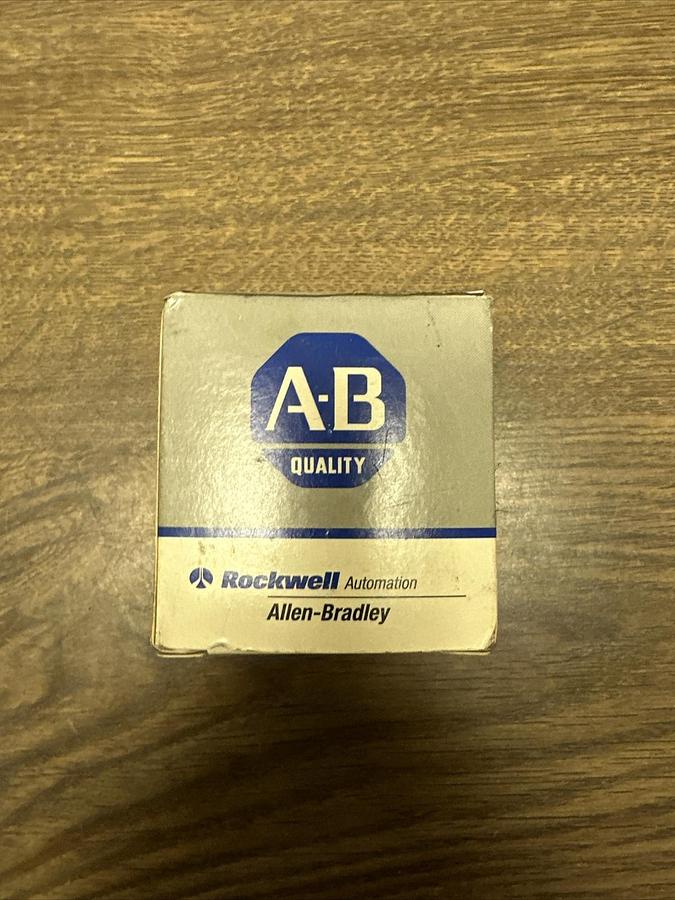 A-B
QUALITY
Rockwell Automation
Allen-Bradley